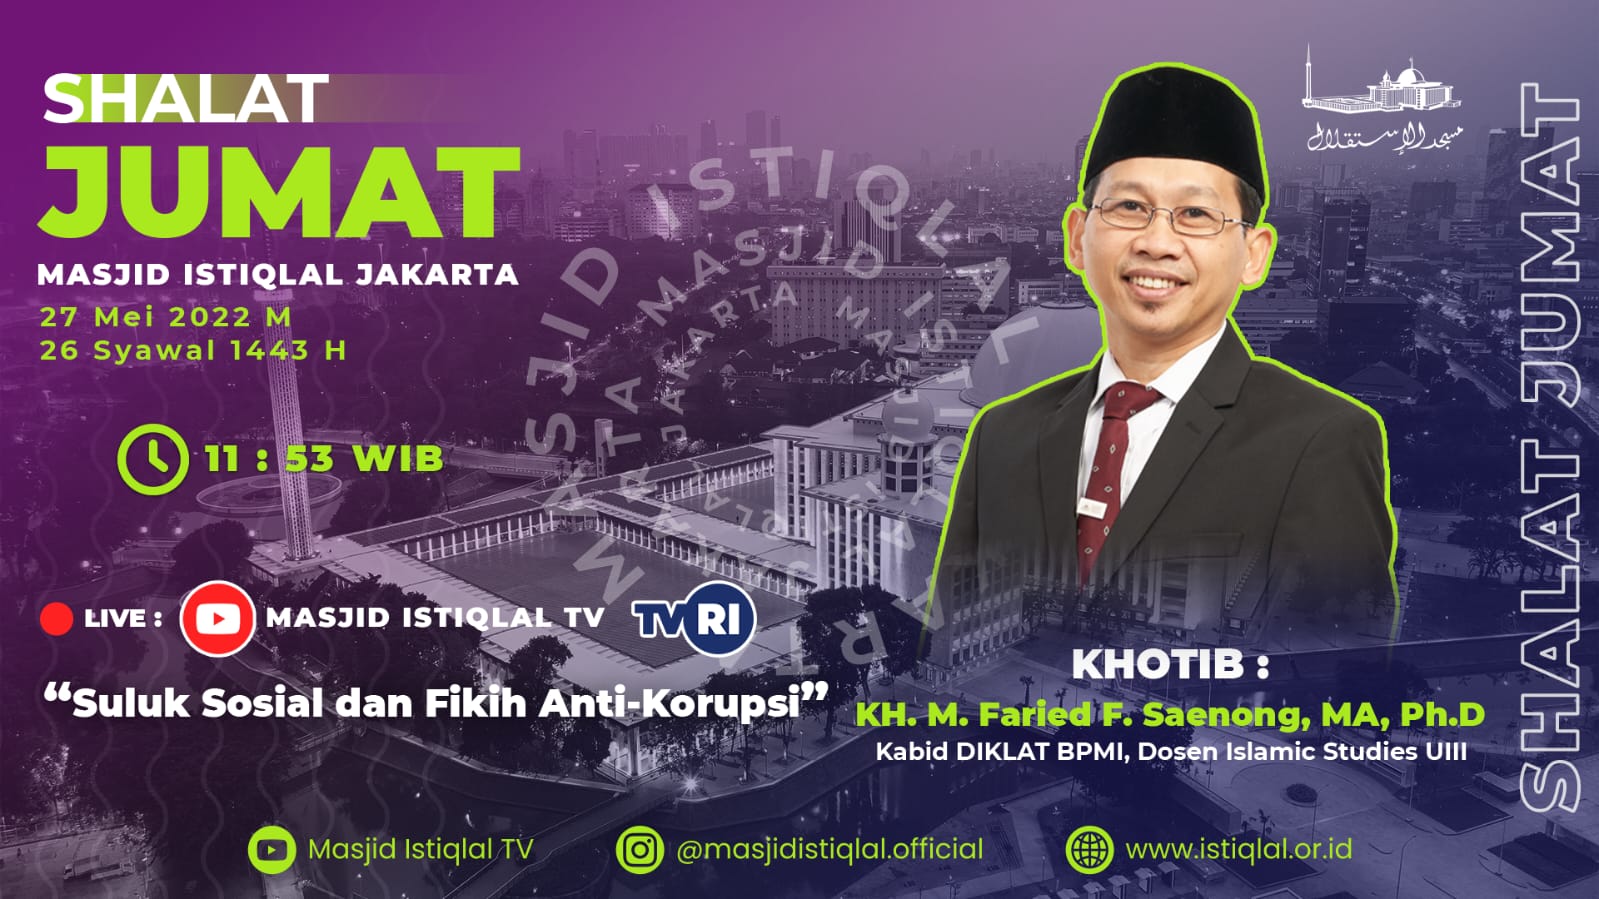 SHALAT
JUMAT
MASJID ISTIQLAL JAKARTA
27 Mei 2022 M
26 Syawal 1443 H
11 : 53 WIB
LIVE :
MASJID ISTIQLAL TV
TVRI
“Suluk Sosial dan Fikih Anti-Korupsi”
MASJID ISTIQLAL JAKARTA
مسجد الإستقلال
KHOTIB :
KH. M. Faried F. Saenong, MA, Ph.D
Kabid DIKLAT BPMI, Dosen Islamic Studies UIII
SHALAT JUMAT
Masjid Istiqlal TV
@masjidistiqlal.official
www.istiqlal.or.id